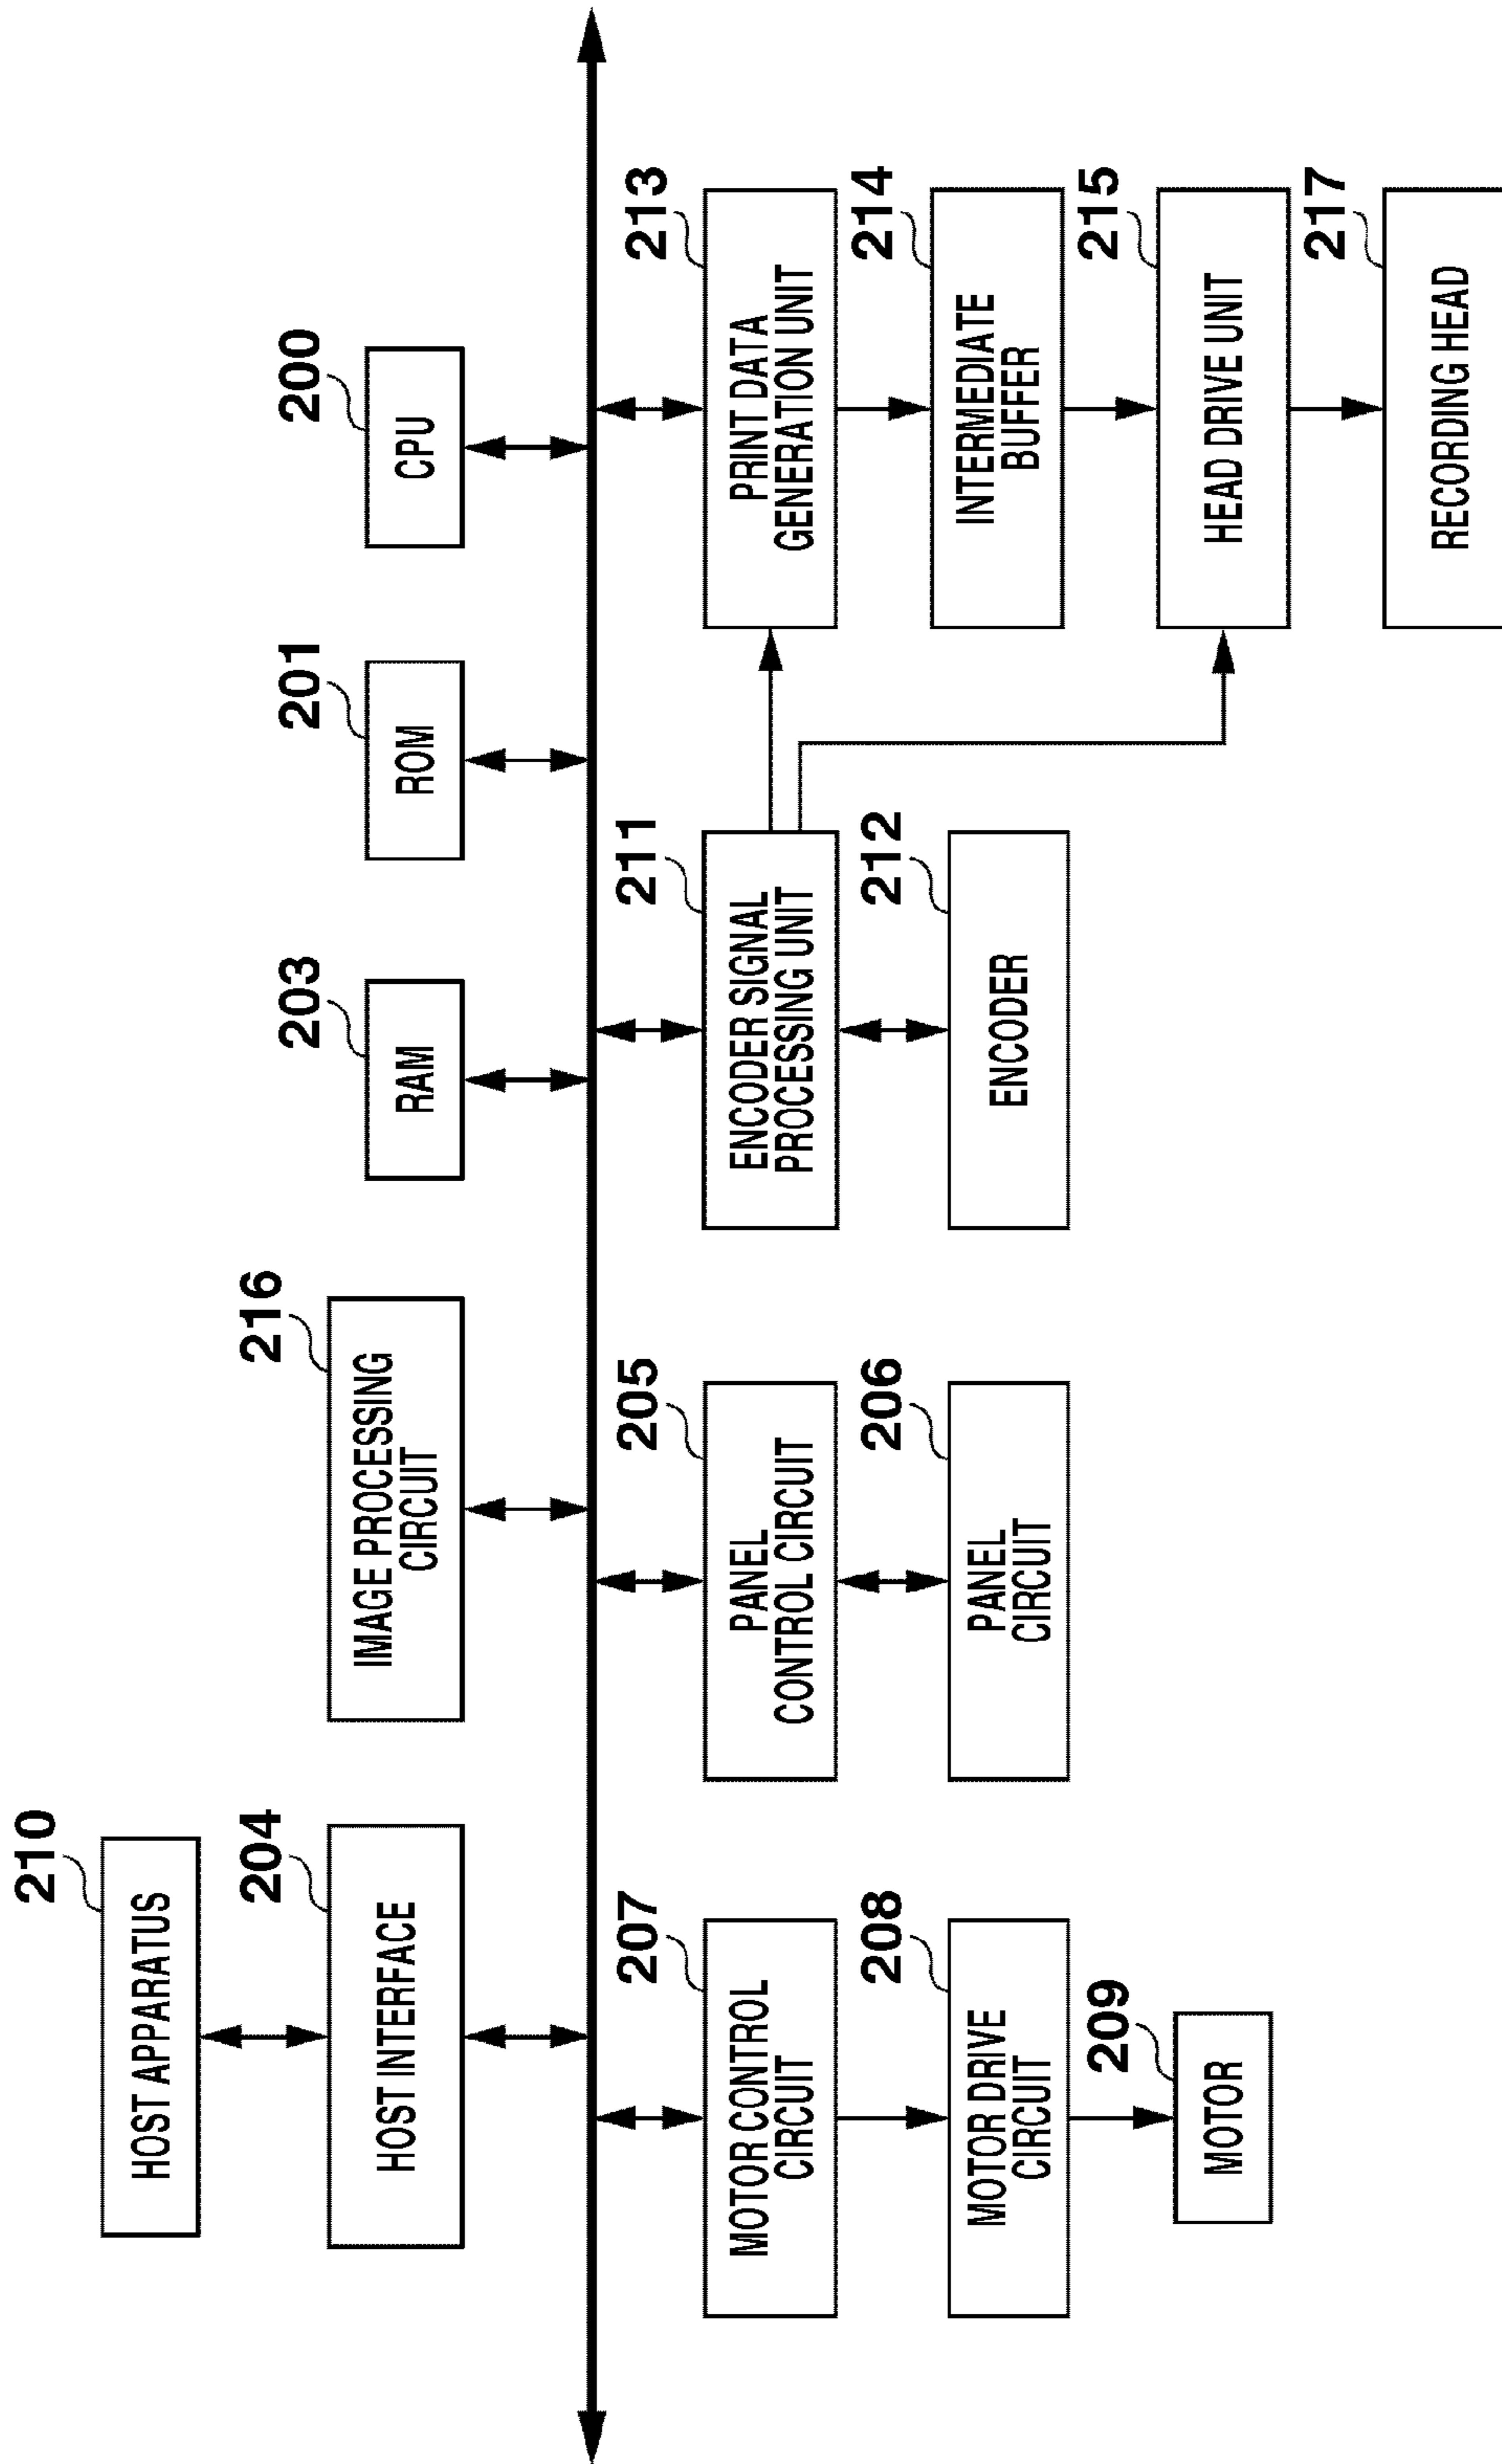 210
HOST APPARATUS
204
HOST INTERFACE
216
IMAGE PROCESSING
CIRCUIT
203
RAM
201
ROM
200
CPU
207
MOTOR CONTROL
CIRCUIT
208
MOTOR DRIVE
CIRCUIT
209
MOTOR
205
PANEL
CONTROL CIRCUIT
206
PANEL
CIRCUIT
211
ENCODER SIGNAL
PROCESSING UNIT
212
ENCODER
213
PRINT DATA
GENERATION UNIT
214
INTERMEDIATE
BUFFER
215
HEAD DRIVE UNIT
217
RECORDING HEAD